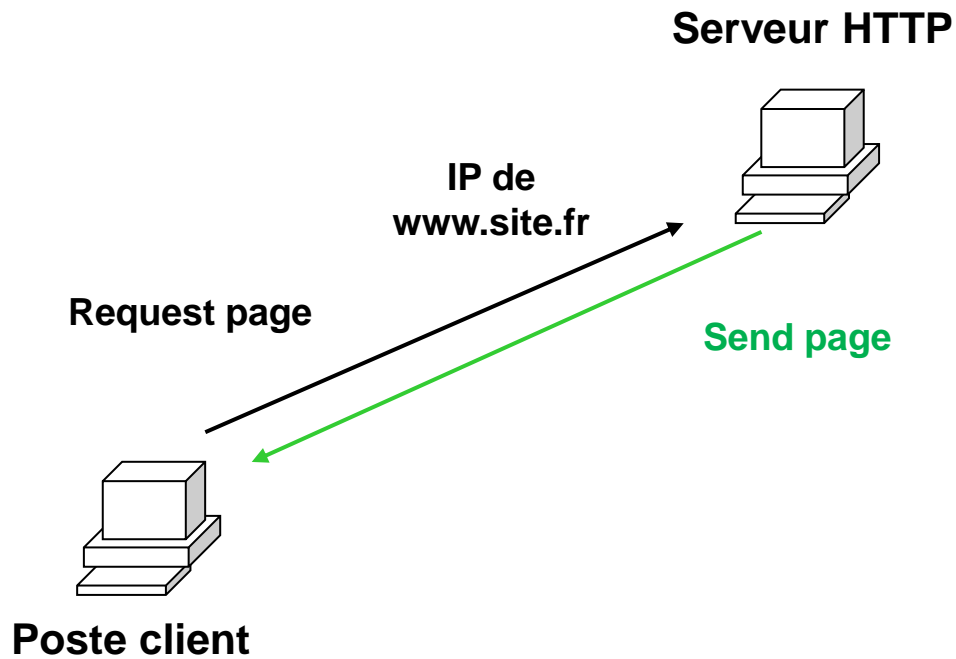 Serveur HTTP
IP de
www.site.fr
Request page
Send page
Poste client